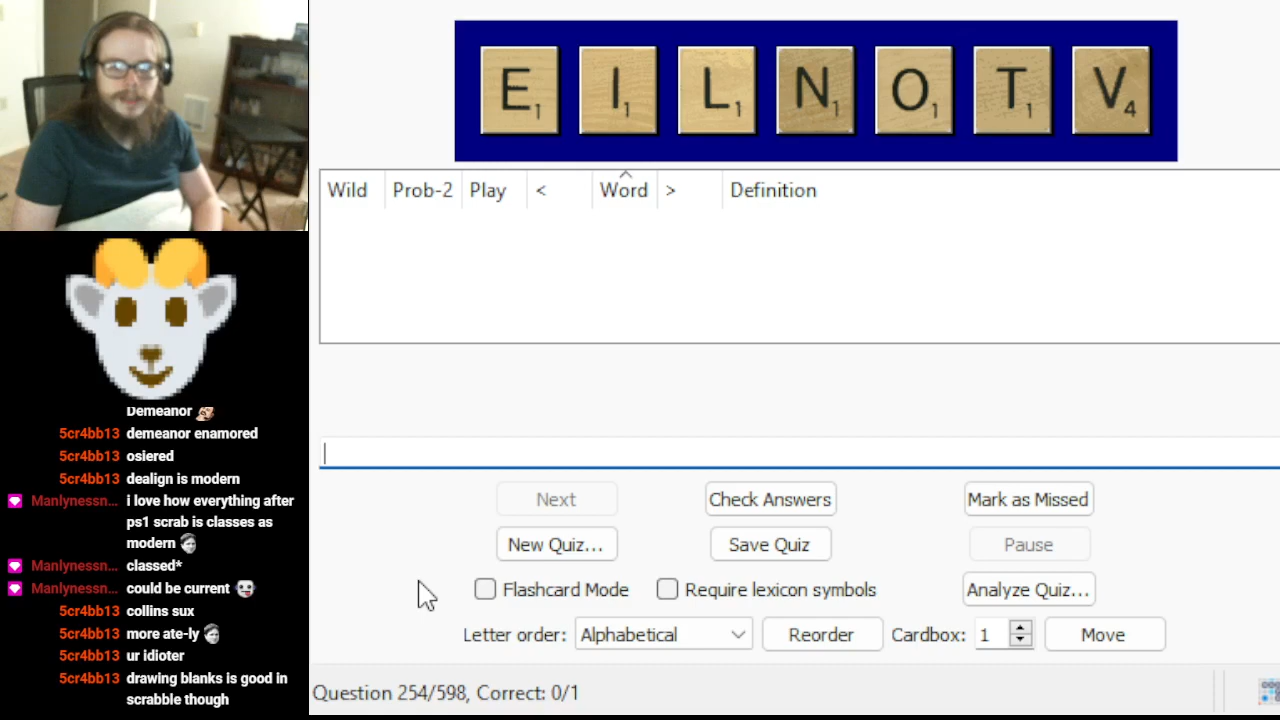 E1 I1 L1 N1 O1 T1 V4
Wild Prob-2 Play < Word > Definition
Demeanor
5cr4bb13 demeanor enamored
5cr4bb13 osiered
5cr4bb13 dealign is modern
Manlynessn... i love how everything after
ps1 scrab is classes as
modern
Manlynessn... classed*
Manlynessn... could be current
5cr4bb13 collins sux
5cr4bb13 more ate-ly
5cr4bb13 ur idioter
5cr4bb13 drawing blanks is good in
scrabble though
Next Check Answers Mark as Missed
New Quiz... Save Quiz Pause
Flashcard Mode Require lexicon symbols Analyze Quiz...
Letter order: Alphabetical Reorder Cardbox: 1 Move
Question 254/598, Correct: 0/1